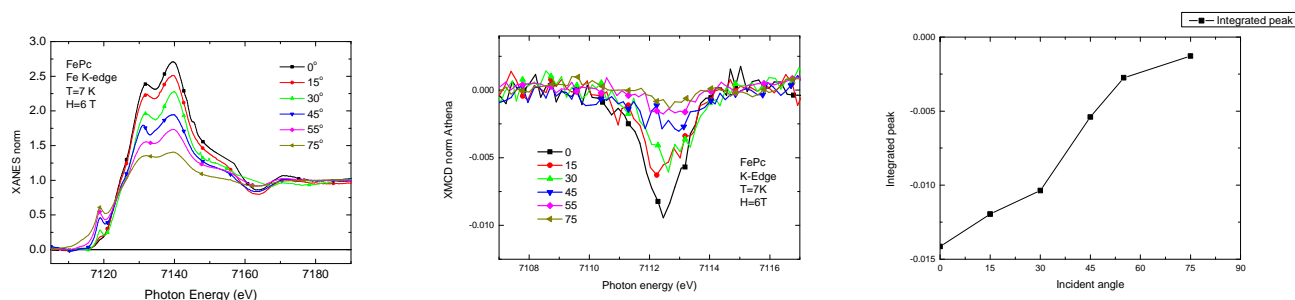 3.0
2.5
2.0
1.5
1.0
0.5
0.0
XANES norm
FePc
Fe K-edge
T=7 K
H=6 T
0°
15°
30°
45°
55°
75°
7120
7140
7160
7180
Photon Energy (eV)
0.000
-0.005
-0.010
XMCD norm Athena
0
15
30
45
55
75
FePc
K-Edge
T=7K
H=6T
7108
7110
7112
7114
7116
Photon energy (eV)
Integrated peak
0.000
-0.005
-0.010
-0.015
Integrated peak
0
15
30
45
60
75
90
Incident angle